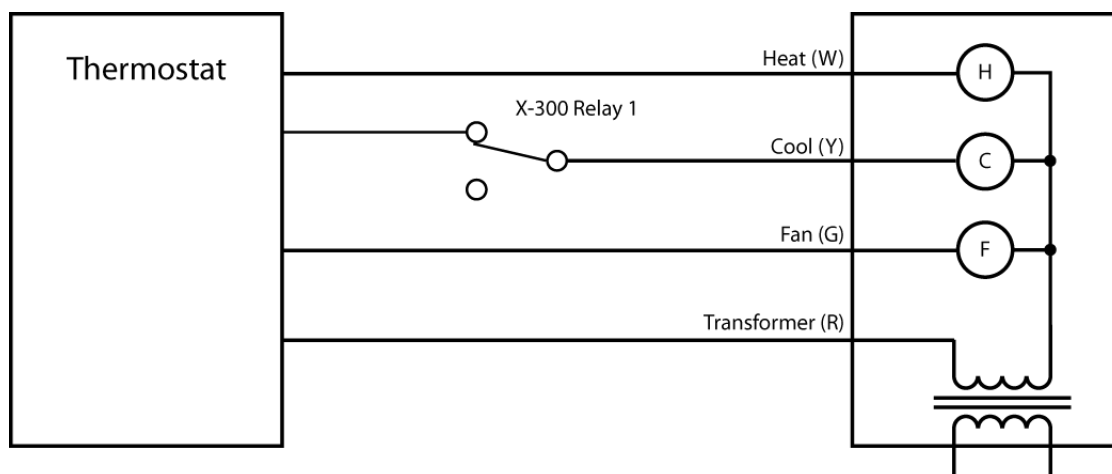 Thermostat
Heat (W)
H
X-300 Relay 1
Cool (Y)
C
Fan (G)
F
Transformer (R)